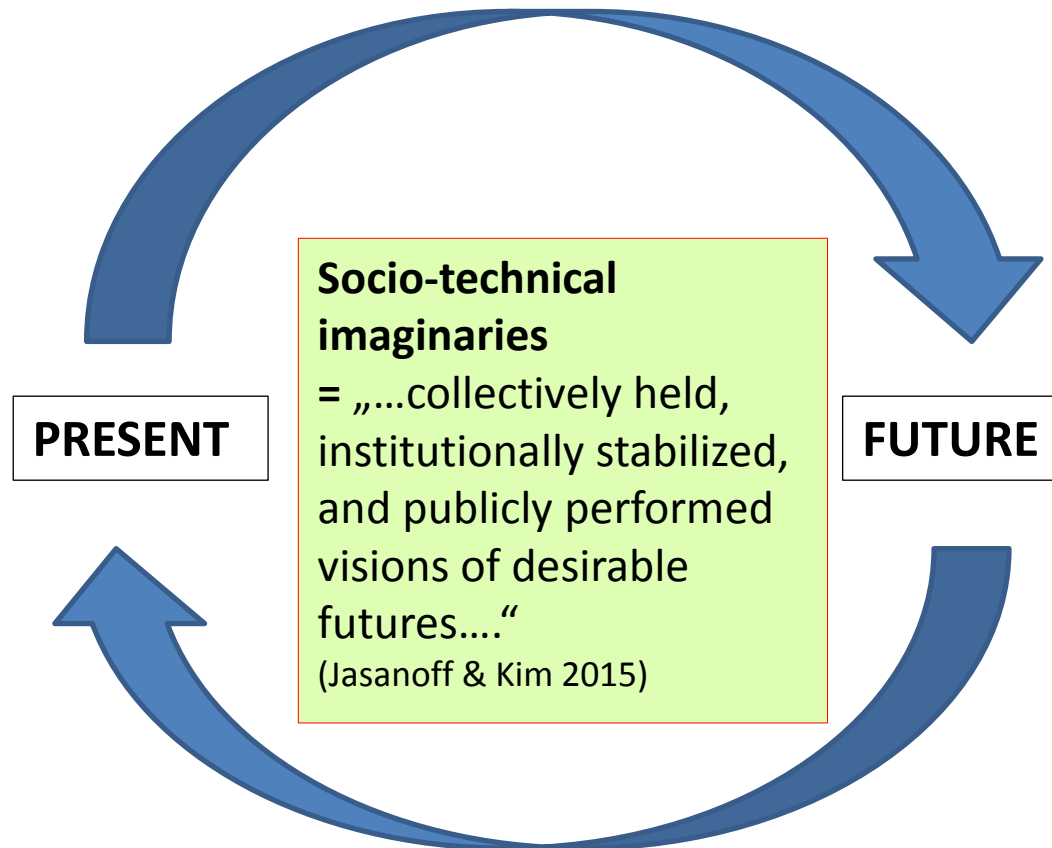 Socio-technical
imaginaries
= „…collectively held,
institutionally stabilized,
and publicly performed
visions of desirable
futures….“
(Jasanoff & Kim 2015)
PRESENT
FUTURE